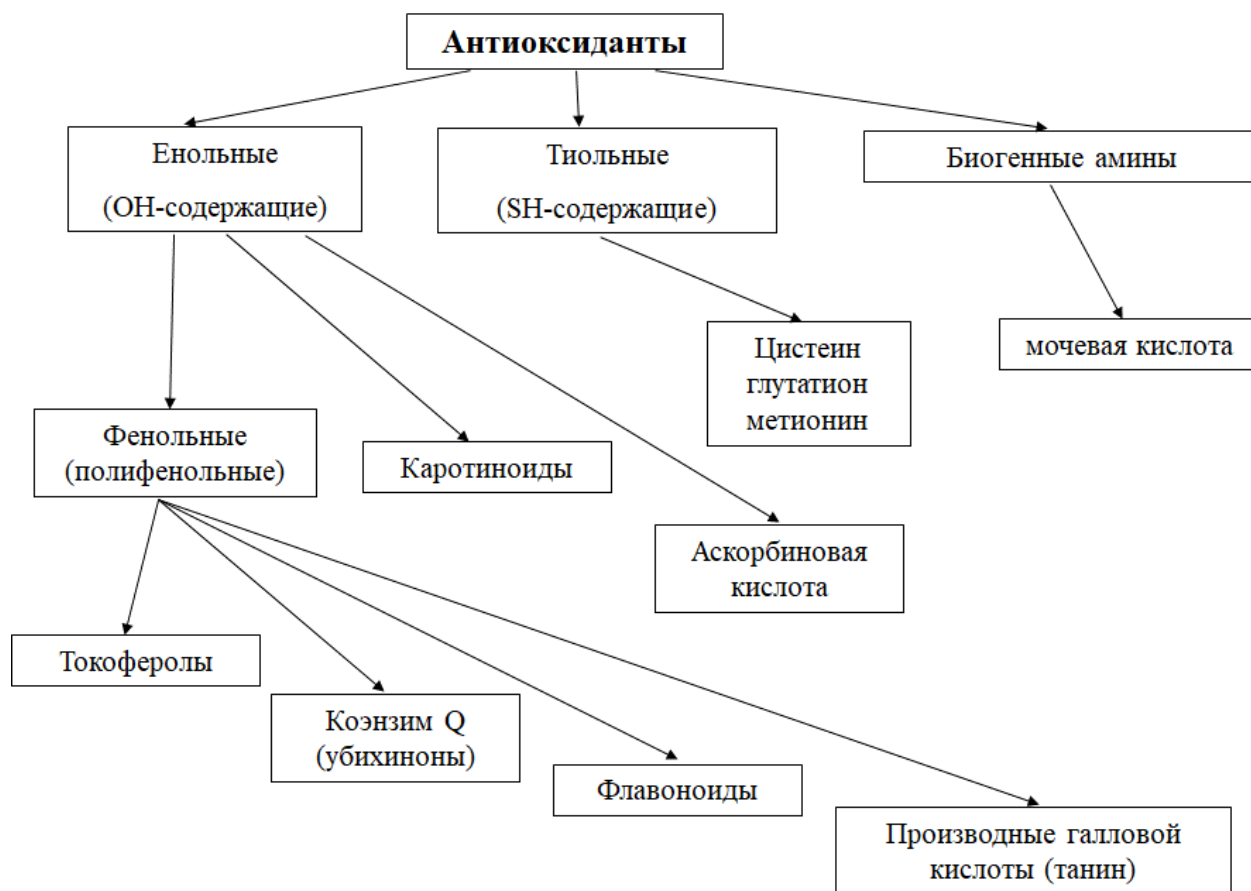 Антиоксиданты
Енольные
(ОН-содержащие)
Тиольные
(SH-содержащие)
Биогенные амины
мочевая кислота
Цистеин
глутатион
метионин
Фенольные
(полифенольные)
Каротиноиды
Аскорбиновая
кислота
Токоферолы
Коэнзим Q
(убихиноны)
Флавоноиды
Производные галловой
кислоты (танин)